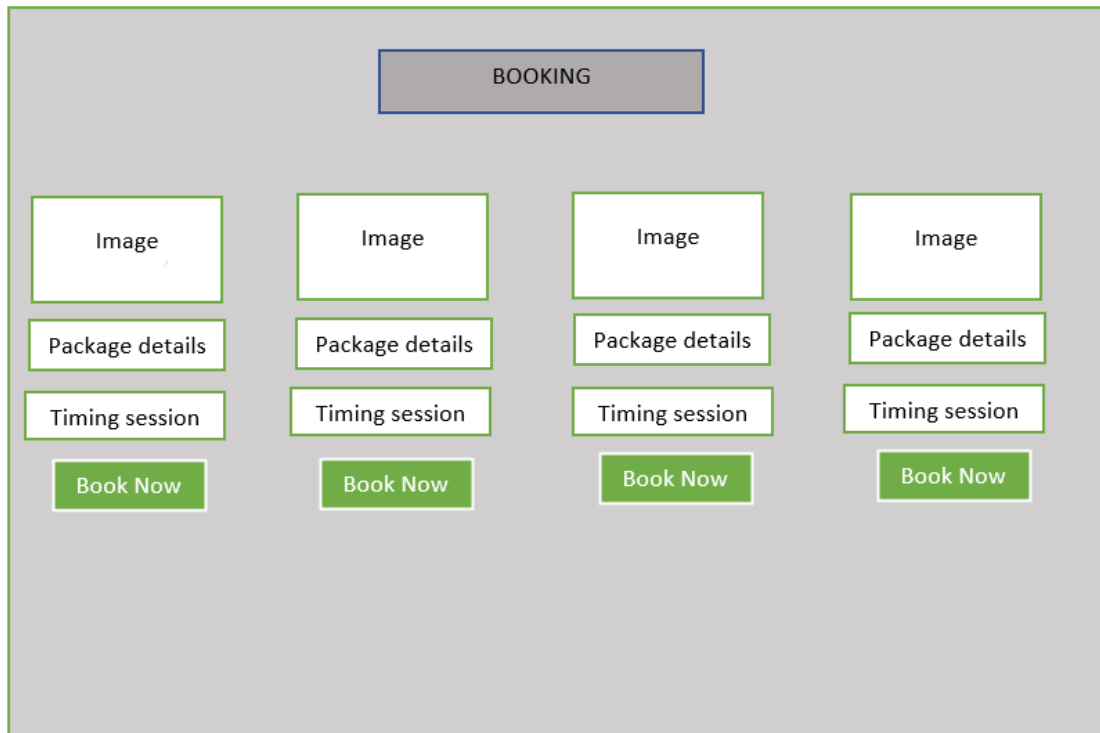 BOOKING
Image
Image
Image
Image
Package details
Package details
Package details
Package details
Timing session
Timing session
Timing session
Timing session
Book Now
Book Now
Book Now
Book Now